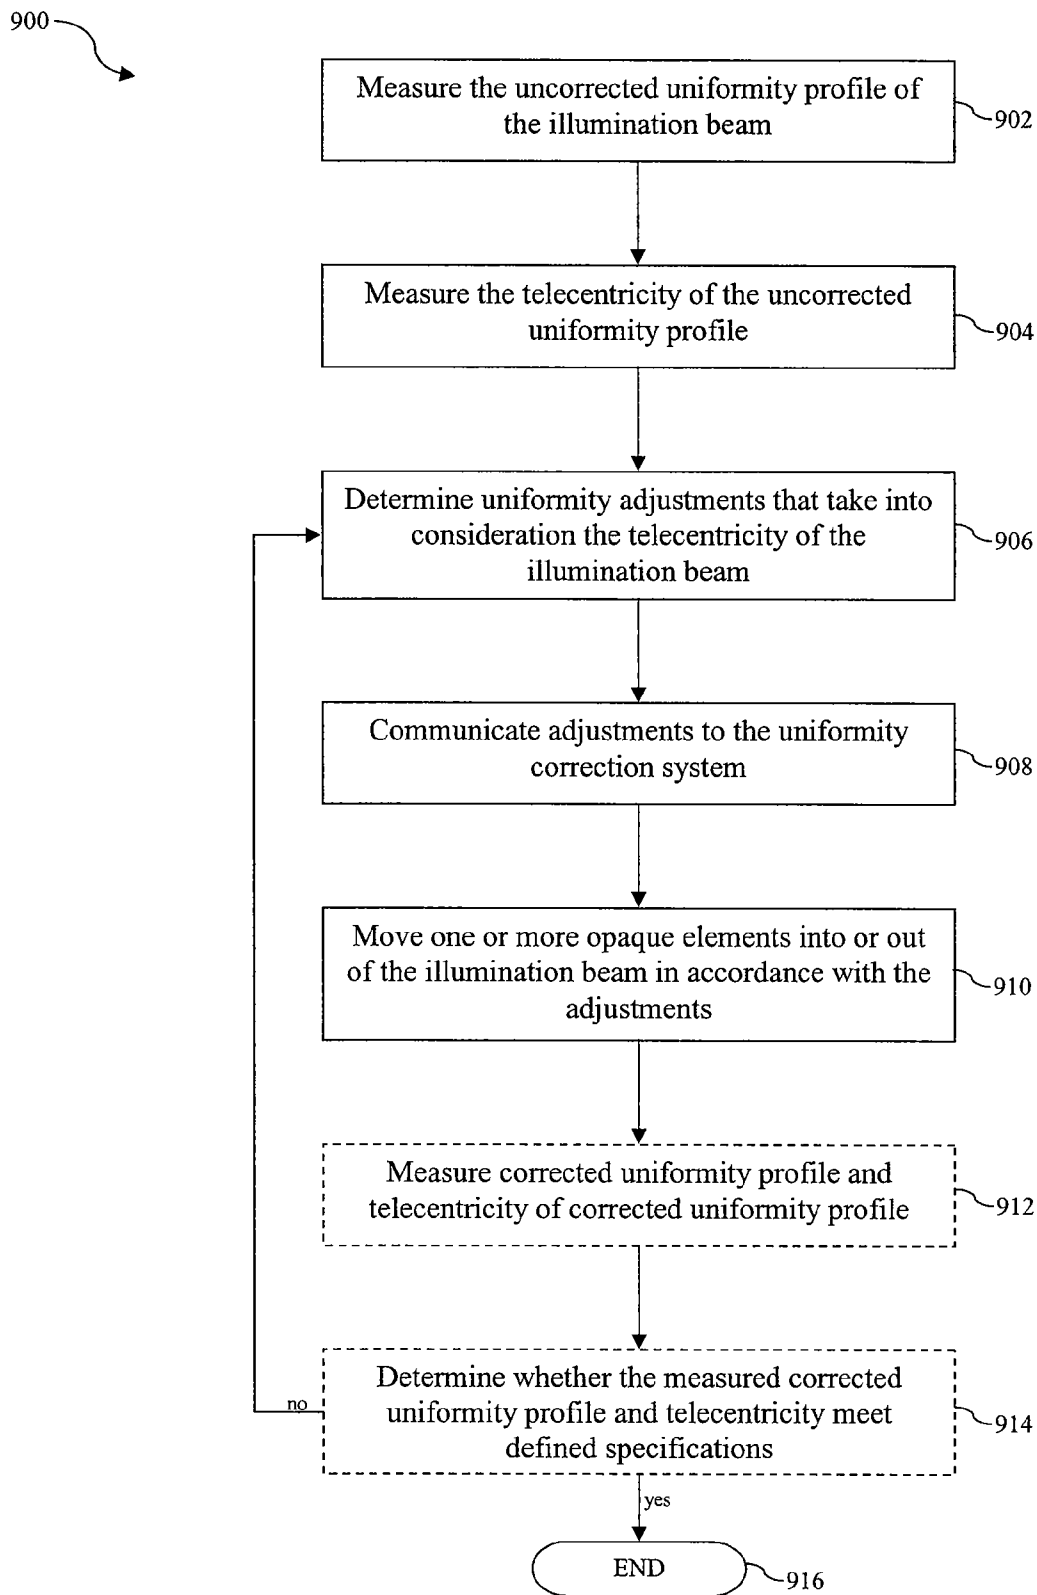 900
Measure the uncorrected uniformity profile of
the illumination beam
902
Measure the telecentricity of the uncorrected
uniformity profile
904
Determine uniformity adjustments that take into
consideration the telecentricity of the
illumination beam
906
Communicate adjustments to the uniformity
correction system
908
Move one or more opaque elements into or out
of the illumination beam in accordance with the
adjustments
910
Measure corrected uniformity profile and
telecentricity of corrected uniformity profile
912
Determine whether the measured corrected
uniformity profile and telecentricity meet
defined specifications
914
no
yes
END
916